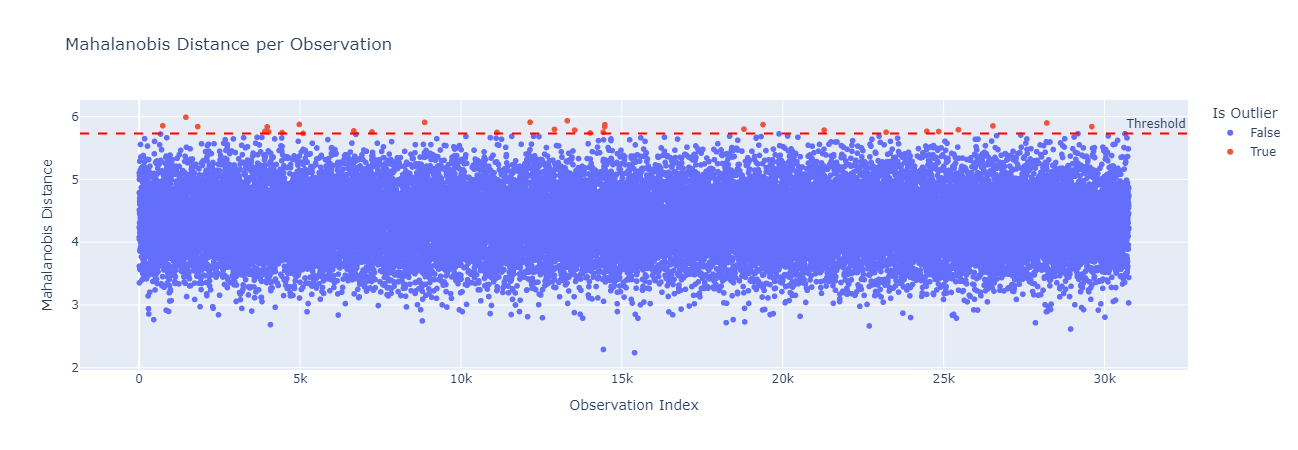 Mahalanobis Distance per Observation
Is Outlier
False
True
Threshold
Mahalanobis Distance
6
5
4
3
2
0
5k
10k
15k
20k
25k
30k
Observation Index